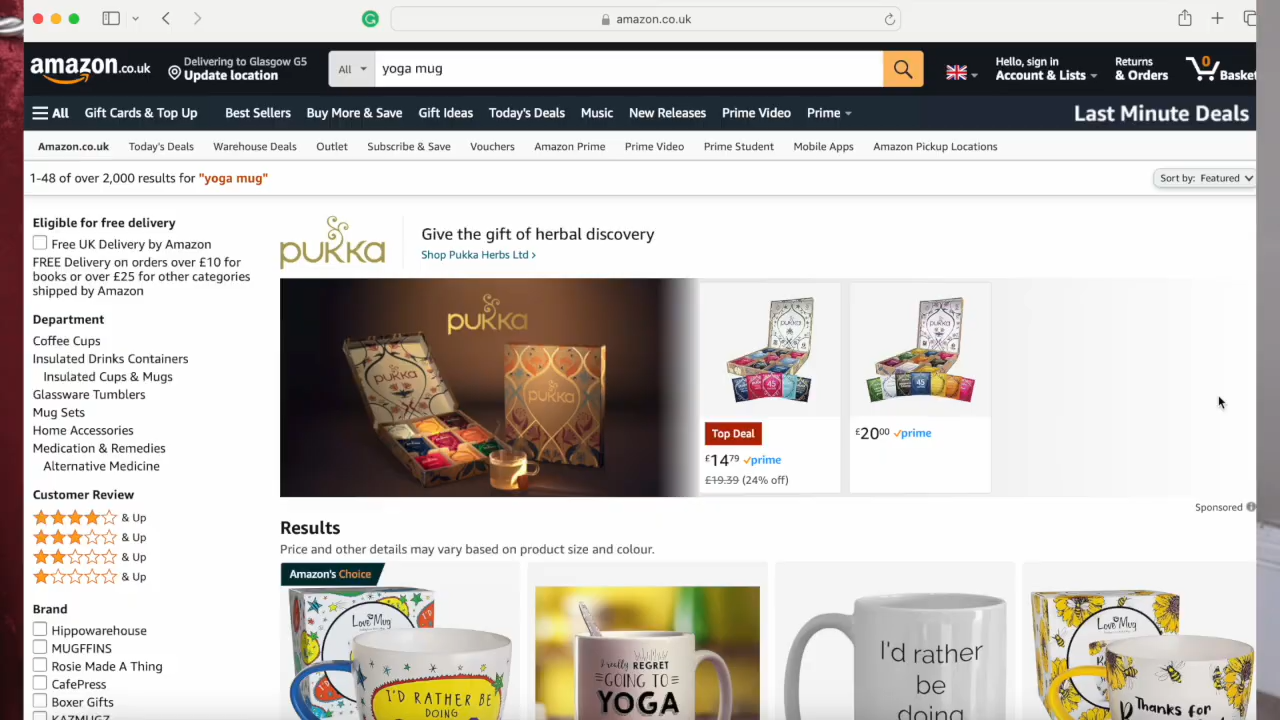 amazon.co.uk
amazon.co.uk
Delivering to Glasgow G5
Update location
All
yoga mug
Hello, sign in
Account & Lists
Returns
& Orders
0
Basket
All
Gift Cards & Top Up
Best Sellers
Buy More & Save
Gift Ideas
Today's Deals
Music
New Releases
Prime Video
Prime
Last Minute Deals
Amazon.co.uk
Today's Deals
Warehouse Deals
Outlet
Subscribe & Save
Vouchers
Amazon Prime
Prime Video
Prime Student
Mobile Apps
Amazon Pickup Locations
1-48 of over 2,000 results for "yoga mug"
Sort by: Featured
Eligible for free delivery
Free UK Delivery by Amazon
FREE Delivery on orders over £10 for
books or over £25 for other categories
shipped by Amazon
Department
Coffee Cups
Insulated Drinks Containers
Insulated Cups & Mugs
Glassware Tumblers
Mug Sets
Home Accessories
Medication & Remedies
Alternative Medicine
Customer Review
& Up
& Up
& Up
& Up
Brand
Hippowarehouse
MUGFFINS
Rosie Made A Thing
CafePress
Boxer Gifts
KAZMUGZ
pukka
Give the gift of herbal discovery
Shop Pukka Herbs Ltd ›
pukka
pukka
pukka
pukka
pukka
45
45
Top Deal
£14.79 prime
£19.39 (24% off)
£20.00 prime
Sponsored
Results
Price and other details may vary based on product size and colour.
Amazon's Choice
Love Mug
I'D RATHER BE
DOING
I really REGRET
GOING TO
YOGA
I'd rather
be
doing
Love Mug
Thanks for